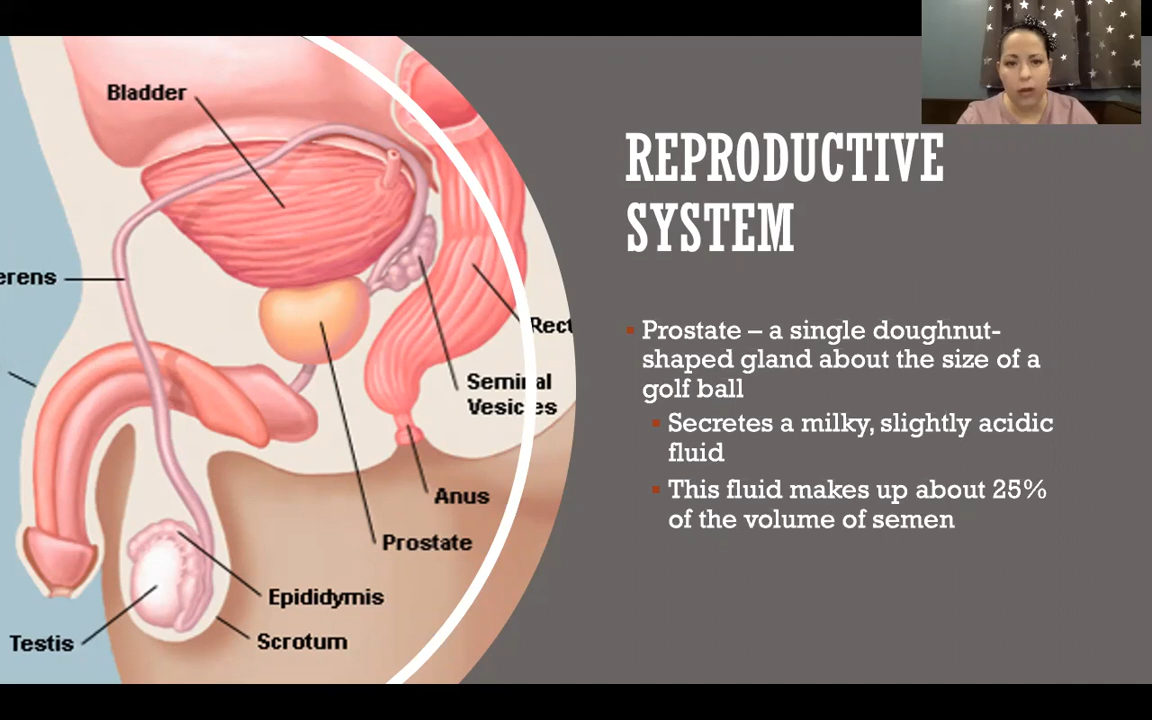 Bladder
REPRODUCTIVE
SYSTEM
erens
Rect
Prostate – a single doughnut-
shaped gland about the size of a
golf ball
Seminal
Vesicles
Secretes a milky, slightly acidic
fluid
Anus
This fluid makes up about 25%
of the volume of semen
Prostate
Epididymis
Testis
Scrotum